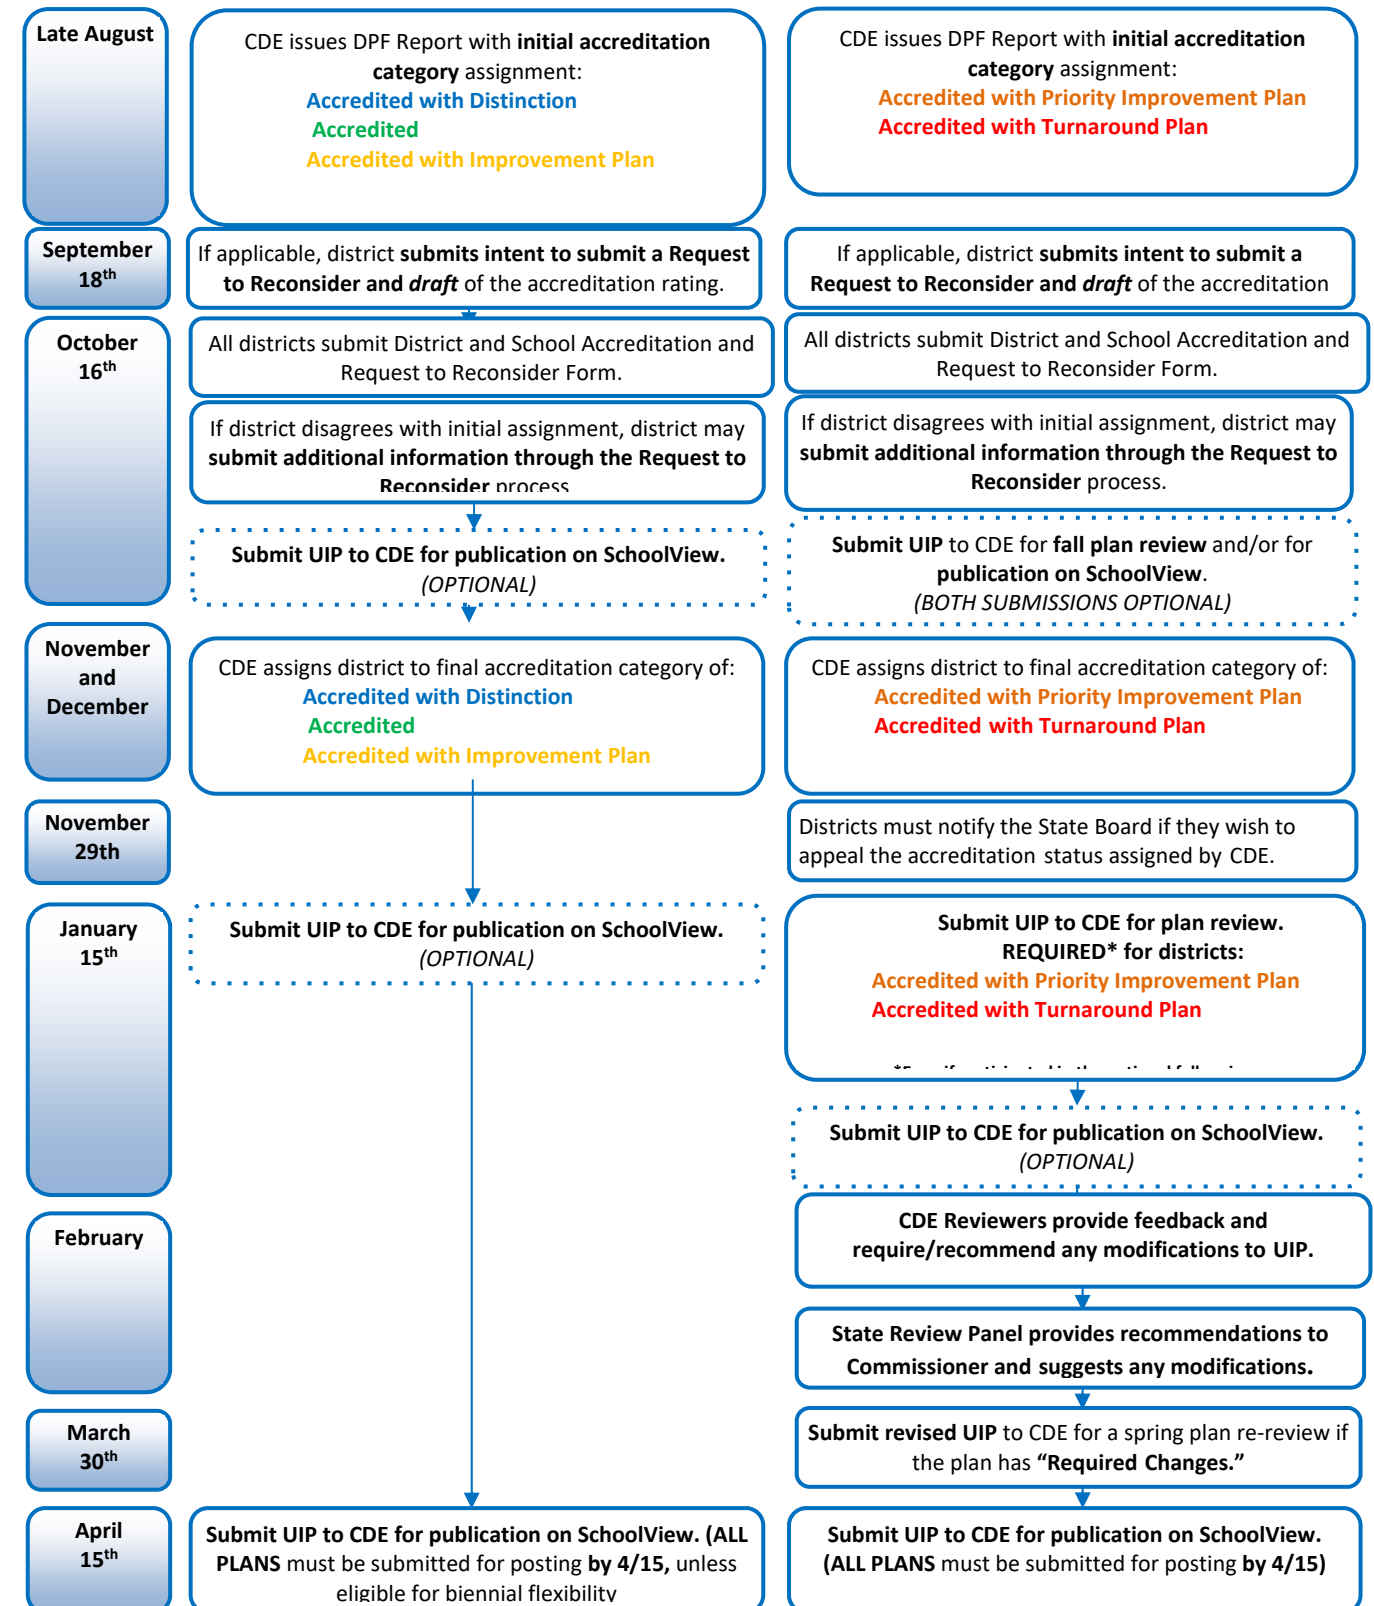 Late August
CDE issues DPF Report with initial accreditation
category assignment:
Accredited with Distinction
Accredited
Accredited with Improvement Plan
CDE issues DPF Report with initial accreditation
category assignment:
Accredited with Priority Improvement Plan
Accredited with Turnaround Plan
September
18th
If applicable, district submits intent to submit a Request
to Reconsider and draft of the accreditation rating.
If applicable, district submits intent to submit a
Request to Reconsider and draft of the accreditation
October
16th
All districts submit District and School Accreditation and
Request to Reconsider Form.
All districts submit District and School Accreditation and
Request to Reconsider Form.
If district disagrees with initial assignment, district may
submit additional information through the Request to
Reconsider process
If district disagrees with initial assignment, district may
submit additional information through the Request to
Reconsider process.
Submit UIP to CDE for publication on SchoolView.
(OPTIONAL)
Submit UIP to CDE for fall plan review and/or for
publication on SchoolView.
(BOTH SUBMISSIONS OPTIONAL)
November
and
December
CDE assigns district to final accreditation category of:
Accredited with Distinction
Accredited
Accredited with Improvement Plan
CDE assigns district to final accreditation category of:
Accredited with Priority Improvement Plan
Accredited with Turnaround Plan
November
29th
Districts must notify the State Board if they wish to
appeal the accreditation status assigned by CDE.
January
15th
Submit UIP to CDE for publication on SchoolView.
(OPTIONAL)
Submit UIP to CDE for plan review.
REQUIRED* for districts:
Accredited with Priority Improvement Plan
Accredited with Turnaround Plan
Submit UIP to CDE for publication on SchoolView.
(OPTIONAL)
February
CDE Reviewers provide feedback and
require/recommend any modifications to UIP.
State Review Panel provides recommendations to
Commissioner and suggests any modifications.
March
30th
Submit revised UIP to CDE for a spring plan re-review if
the plan has “Required Changes.”
April
15th
Submit UIP to CDE for publication on SchoolView. (ALL
PLANS must be submitted for posting by 4/15, unless
eligible for biennial flexibility
Submit UIP to CDE for publication on SchoolView.
(ALL PLANS must be submitted for posting by 4/15)